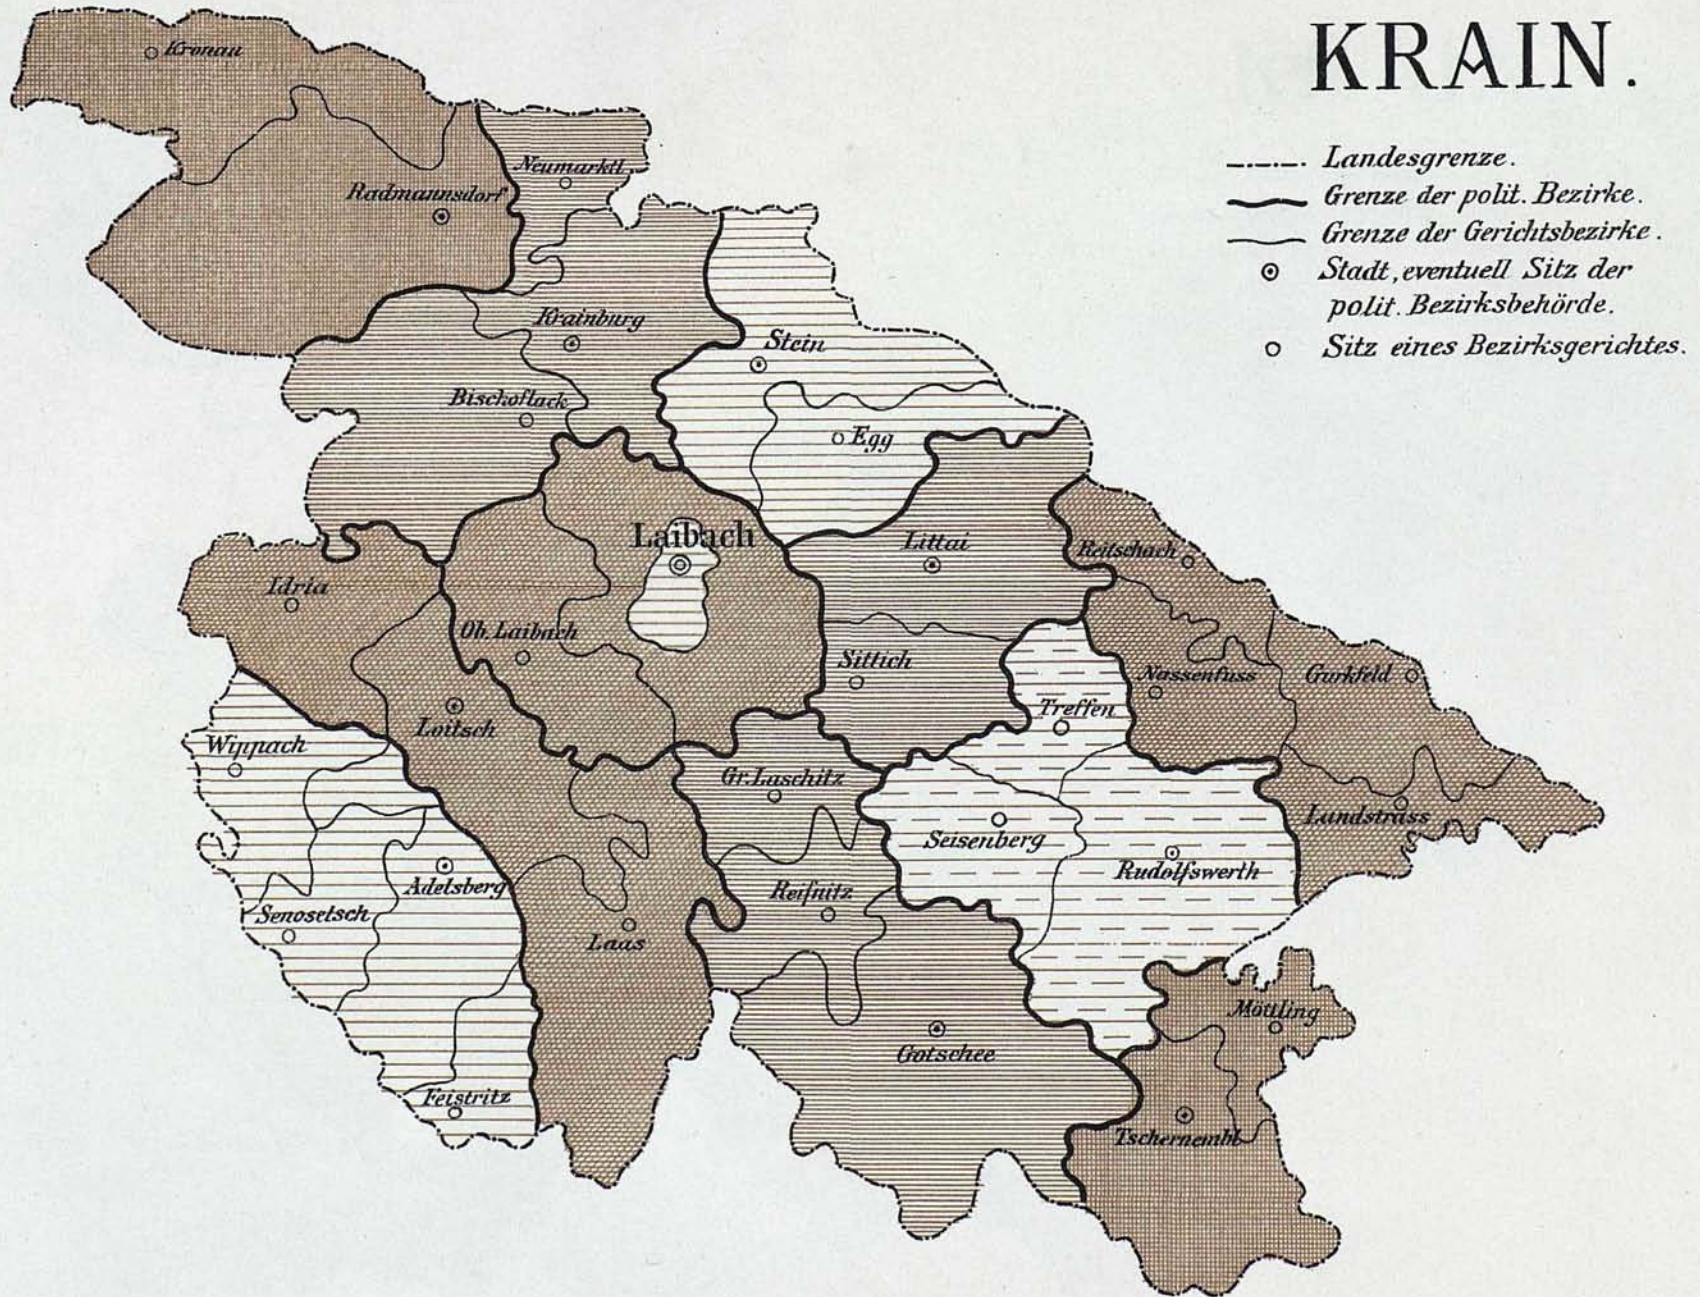 KRAIN.
Landesgrenze.
Grenze der polit. Bezirke.
Grenze der Gerichtsbezirke.
Stadt, eventuell Sitz der
polit. Bezirksbehörde.
Sitz eines Bezirksgerichtes.
Kronau
Neumarktl
Radmannsdorf
Krainburg
Stein
Bischoflack
Egg
Laibach
Littai
Reitschach
Idria
Ob. Laibach
Sittich
Nassenfuss
Gurkfeld
Treffen
Loitsch
Wippach
Gr. Laschitz
Landstrass
Seisenberg
Rudolfswerth
Adelsberg
Reiſnitz
Senosetsch
Laas
Möttling
Gotschee
Feistritz
Tschernembl